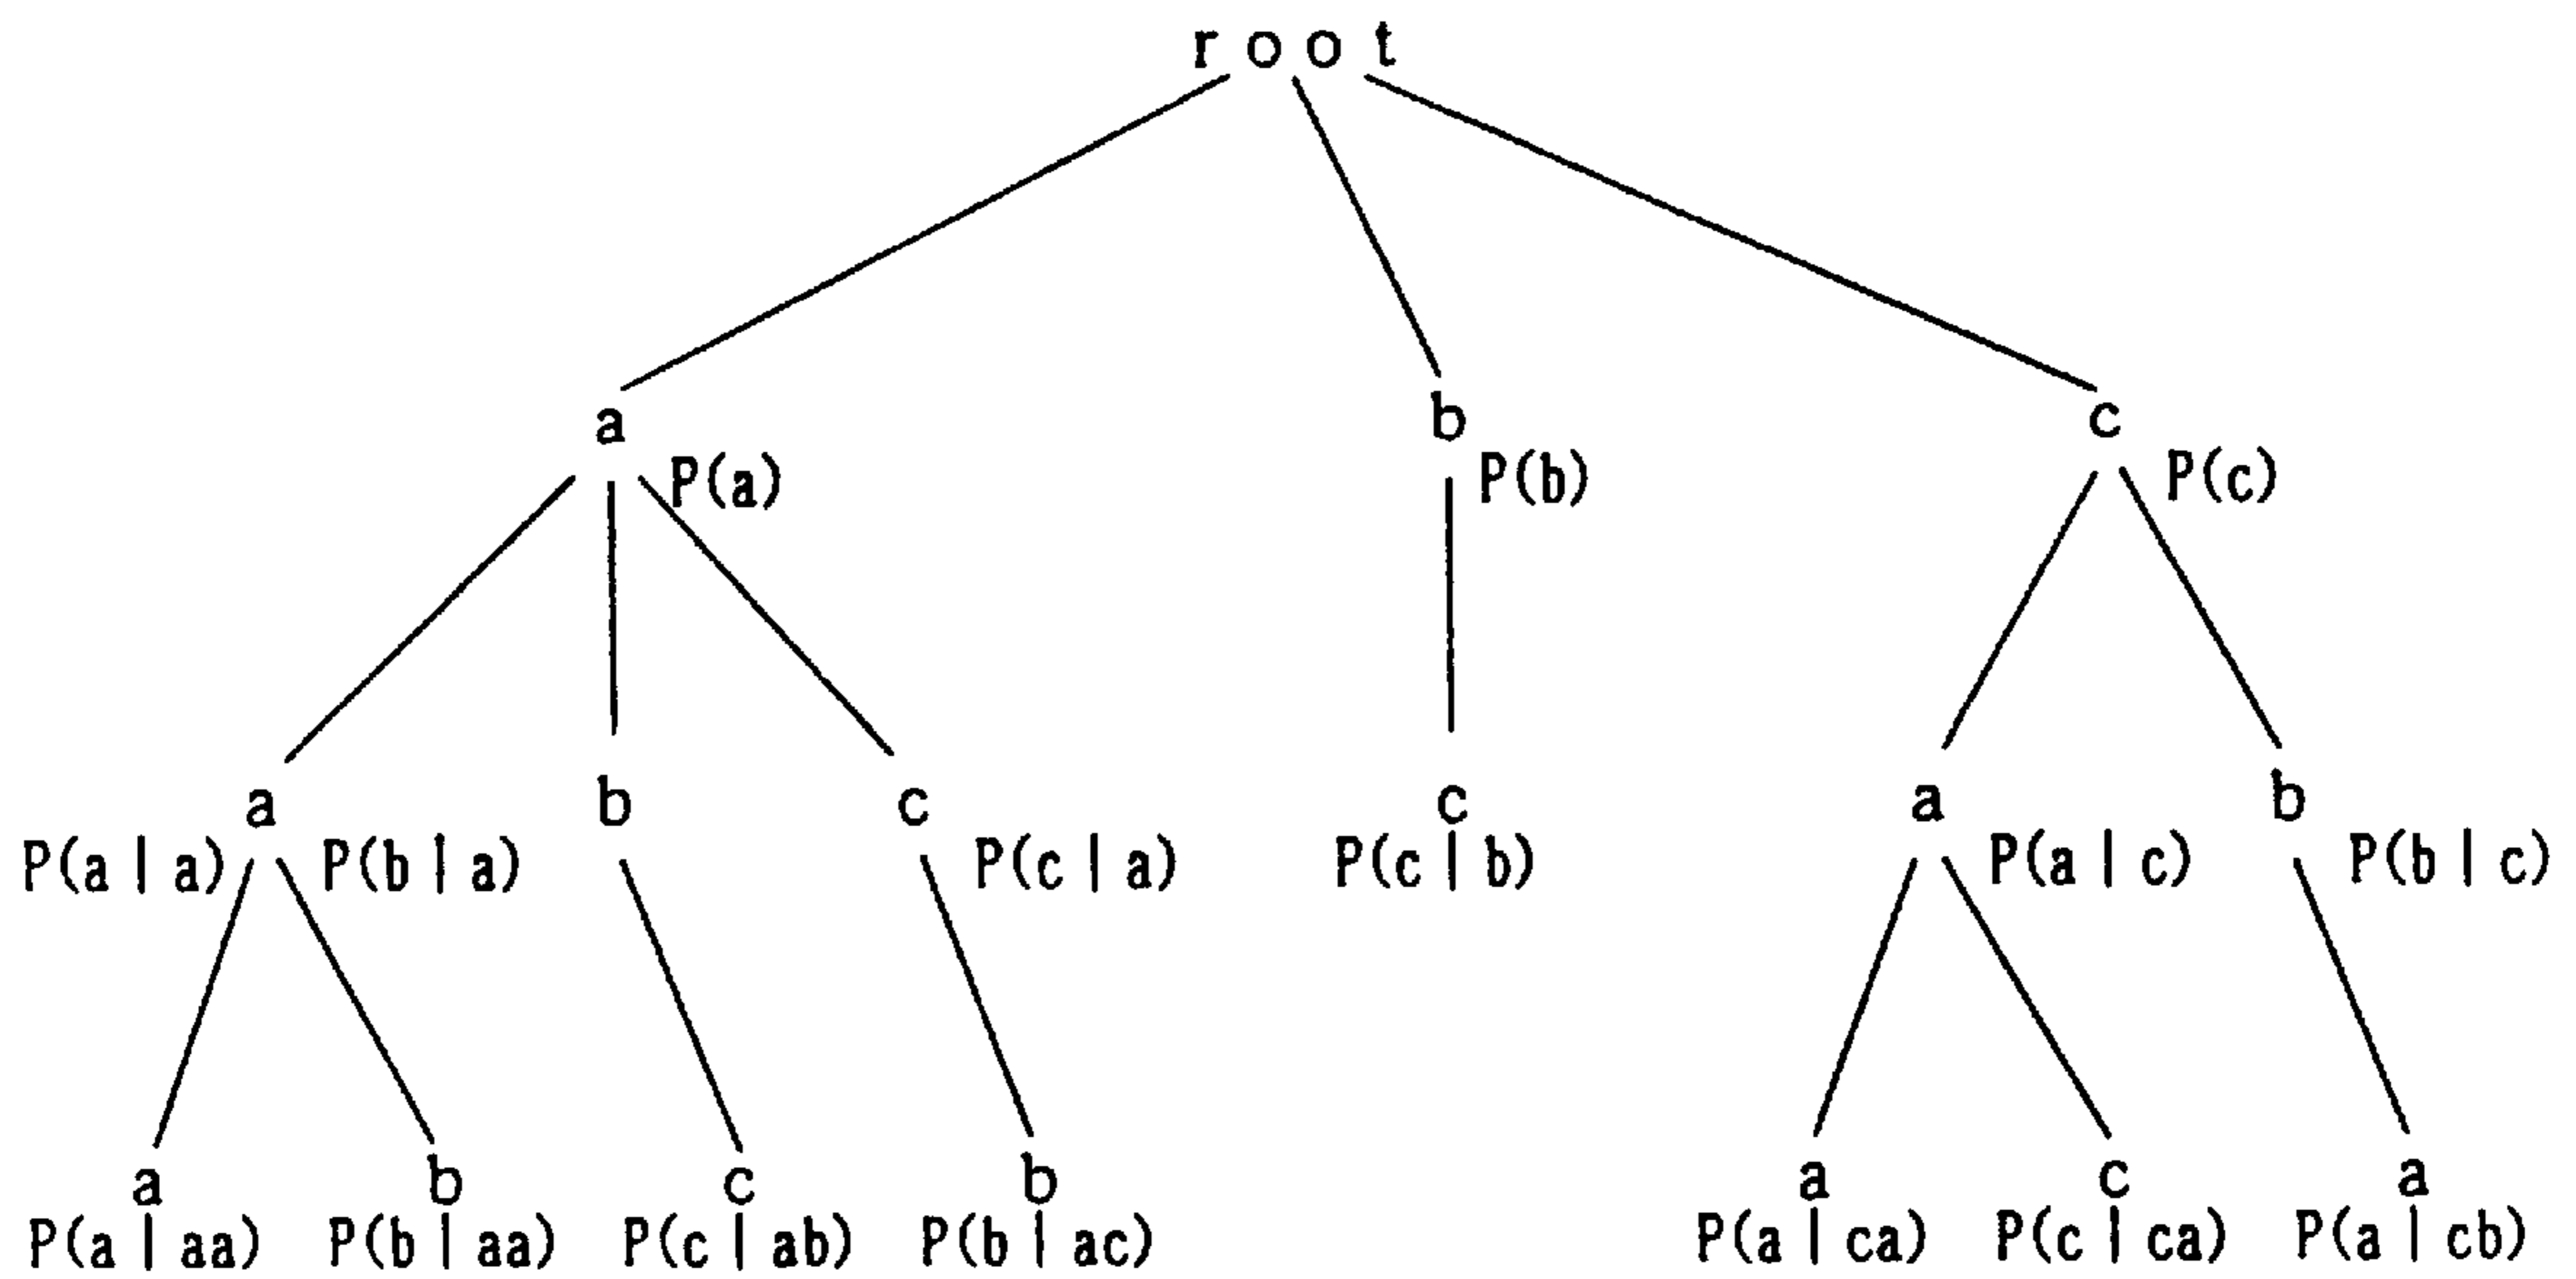 root
a b c
P(a) P(b) P(c)
a b c c a b
P(a | a) P(b | a) P(c | a) P(c | b) P(a | c) P(b | c)
a b c b a c a
P(a | aa) P(b | aa) P(c | ab) P(b | ac) P(a | ca) P(c | ca) P(a | cb)